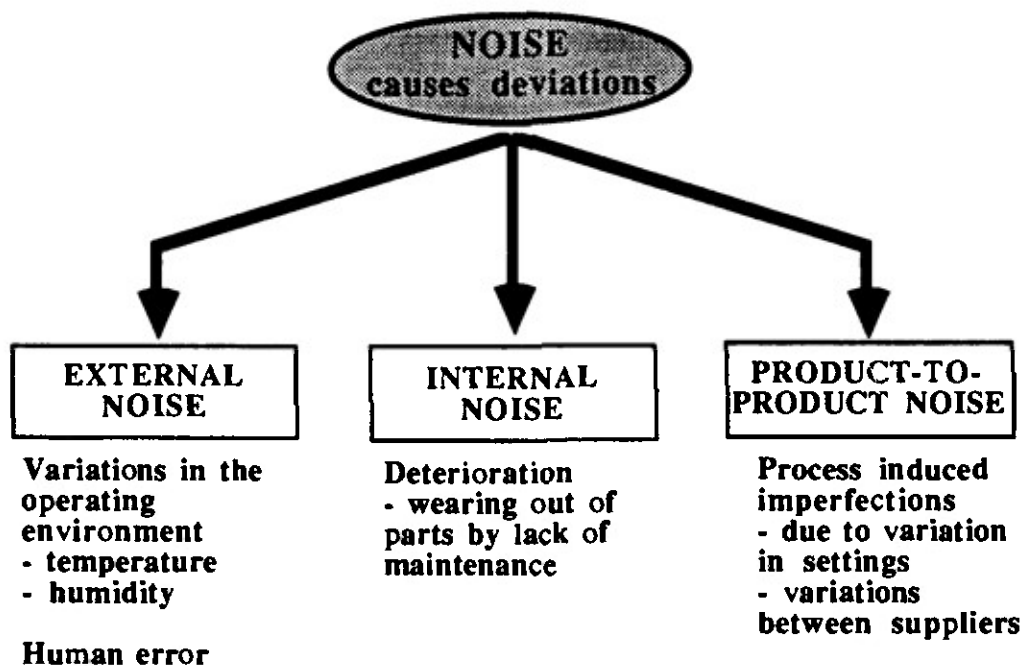 NOISE
causes deviations
EXTERNAL
NOISE
Variations in the
operating
environment
- temperature
- humidity
Human error
INTERNAL
NOISE
Deterioration
- wearing out of
parts by lack of
maintenance
PRODUCT-TO-
PRODUCT NOISE
Process induced
imperfections
- due to variation
in settings
- variations
between suppliers